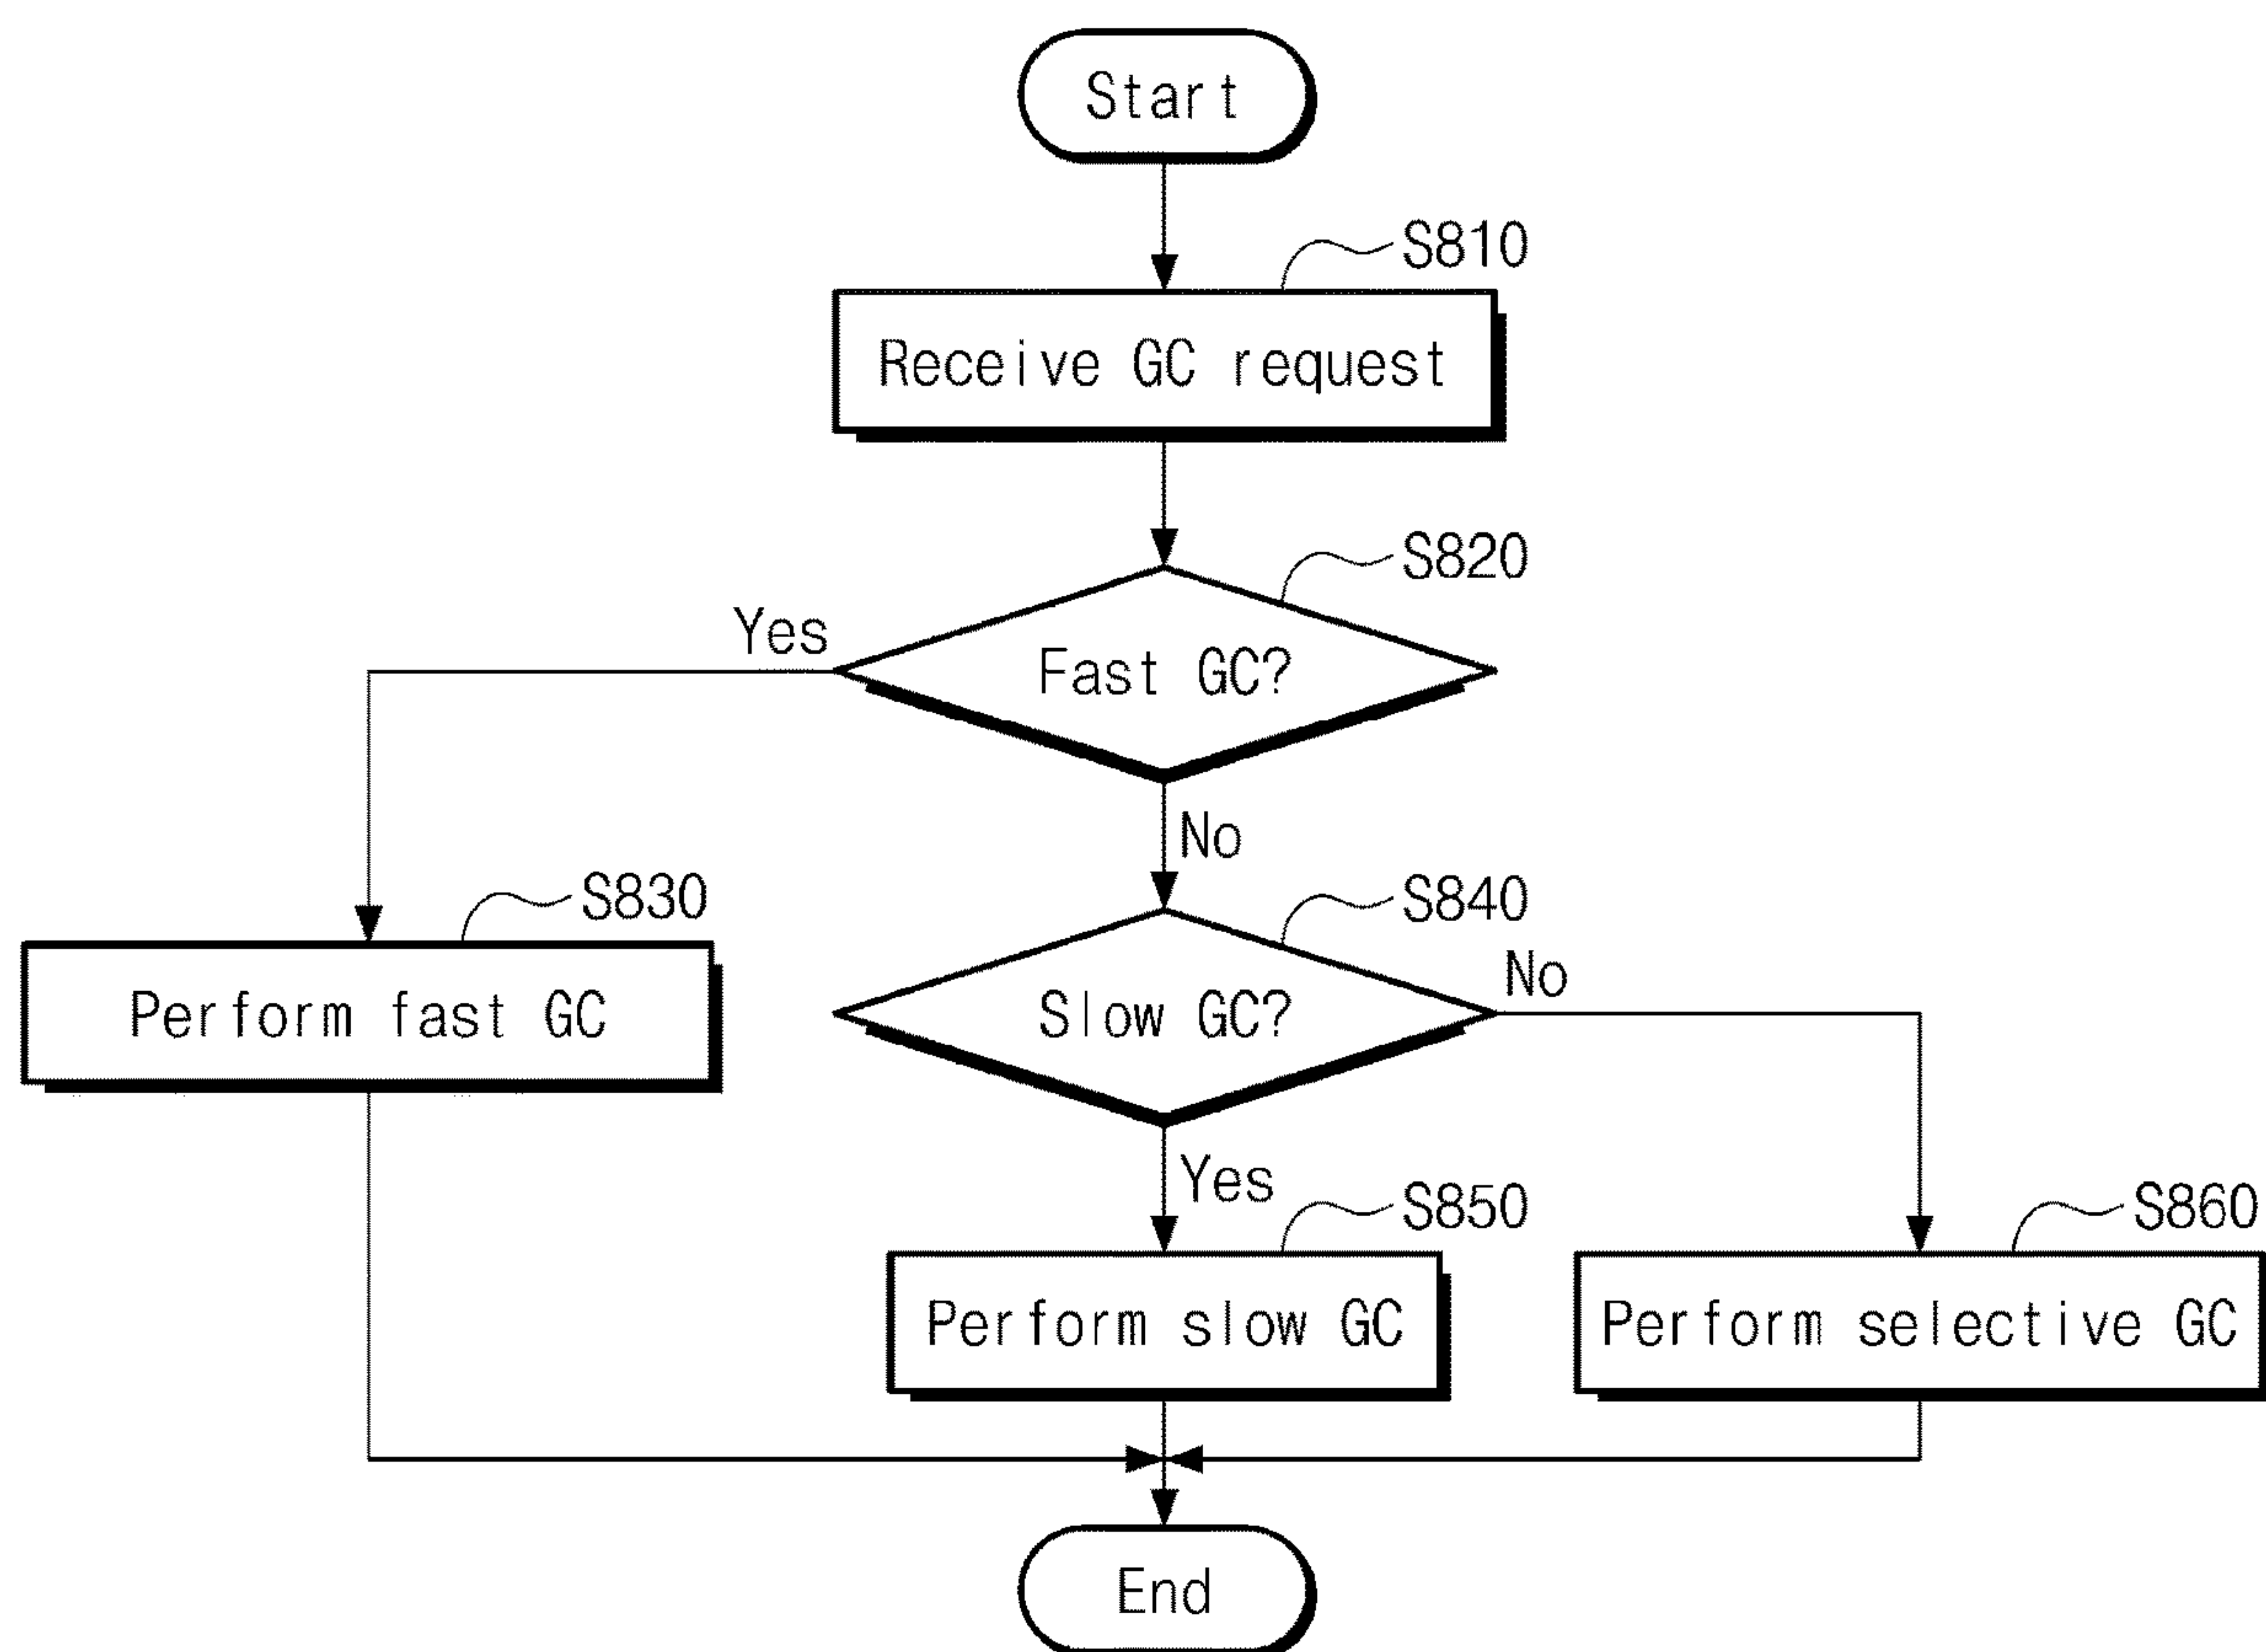 Start
S810
Receive GC request
S820
Yes
Fast GC?
No
S830
S840
Perform fast GC
Slow GC?
No
Yes
S850
S860
Perform slow GC
Perform selective GC
End